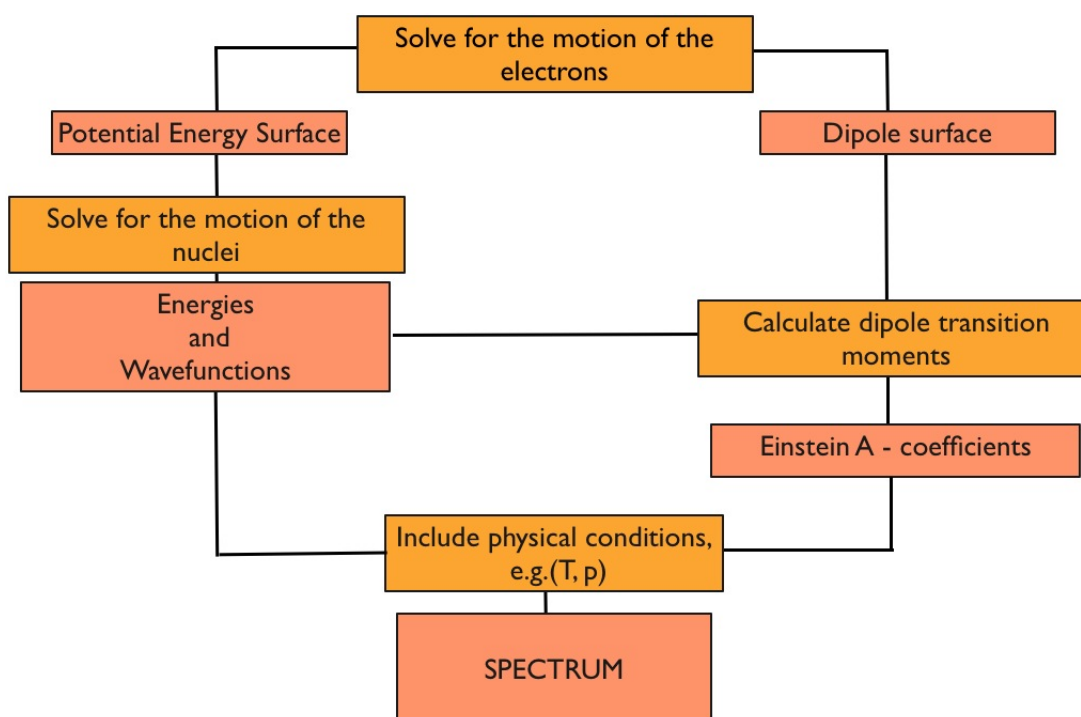 Solve for the motion of the
electrons
Potential Energy Surface
Dipole surface
Solve for the motion of the
nuclei
Energies
and
Wavefunctions
Calculate dipole transition
moments
Einstein A - coefficients
Include physical conditions,
e.g.(T, p)
SPECTRUM